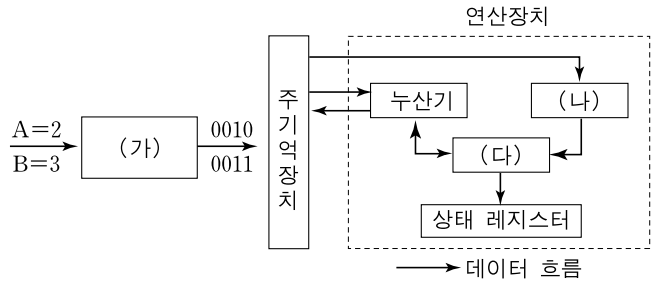 연산장치
A=2
B=3
(가)
0010
0011
주기억장치
누산기
(나)
(다)
상태 레지스터
데이터 흐름